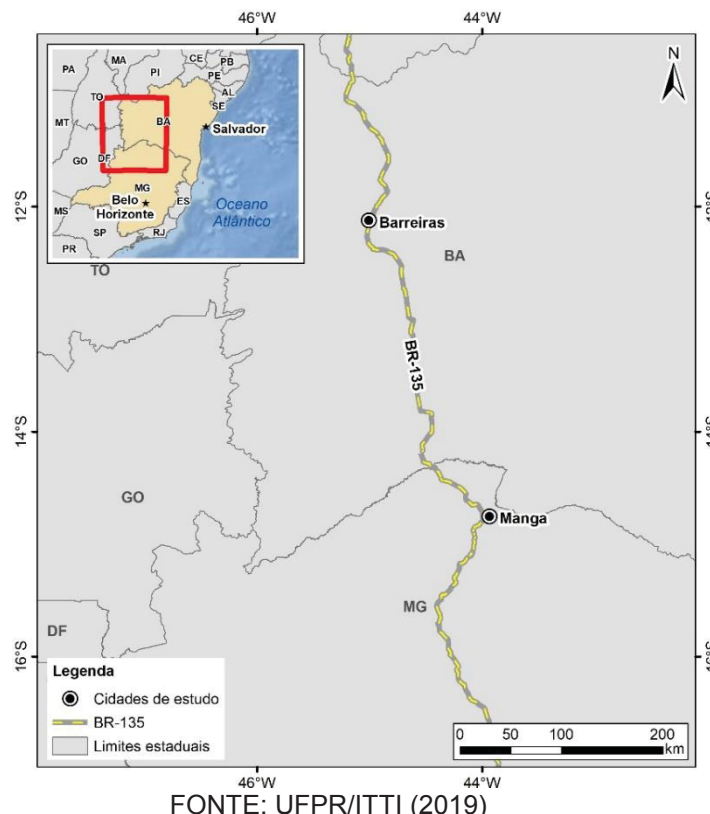 46°W
44°W
N
PA
MA
PI
CE
PB
PE
AL
TO
SE
MT
BA
Salvador
GO
DF
MG
Belo
Horizonte
ES
Oceano
Atlântico
MS
SP
RJ
PR
12°S
12°S
Barreiras
BA
TO
BR-135
14°S
14°S
GO
Manga
MG
DF
16°S
16°S
Legenda
Cidades de estudo
BR-135
Limites estaduais
0 50 100 200
km
46°W
44°W
FONTE: UFPR/ITTI (2019)